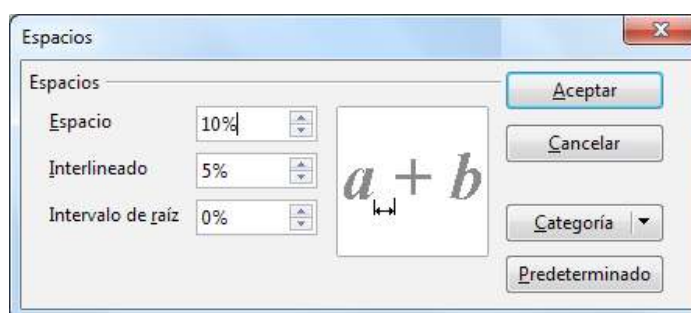 Espacios
Espacios
Espacio 10%
Interlineado 5%
Intervalo de raíz 0%
a + b
Aceptar
Cancelar
Categoría
Predeterminado